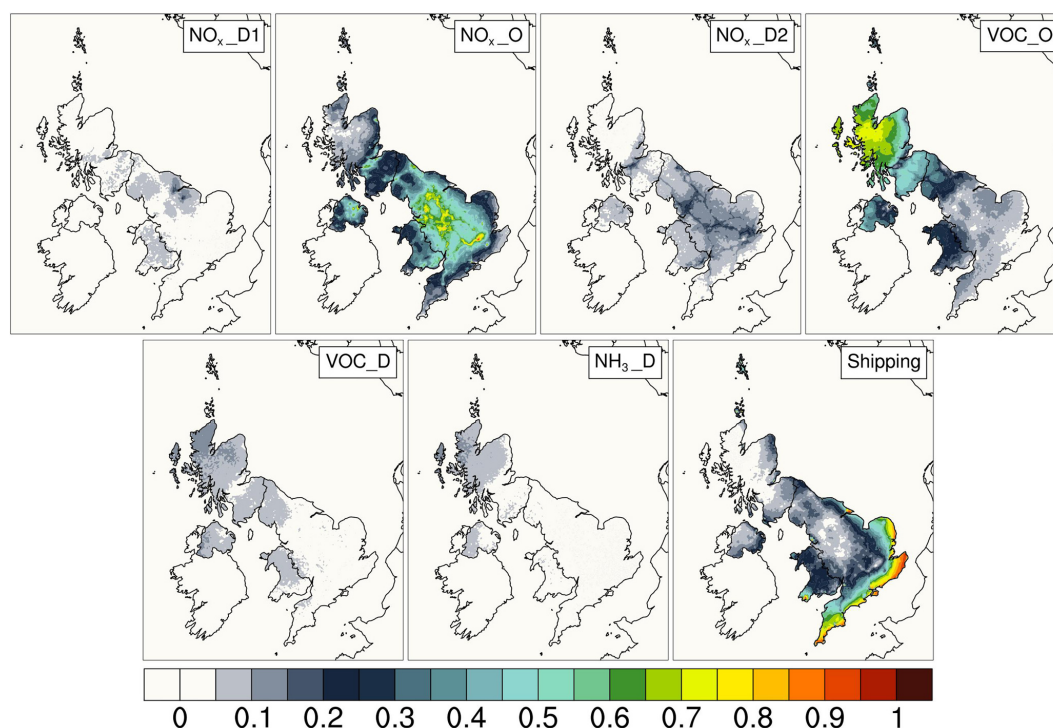 NOx_D1
NOx_O
NOx_D2
VOC_O
VOC_D
NH3_D
Shipping
0 0.1 0.2 0.3 0.4 0.5 0.6 0.7 0.8 0.9 1